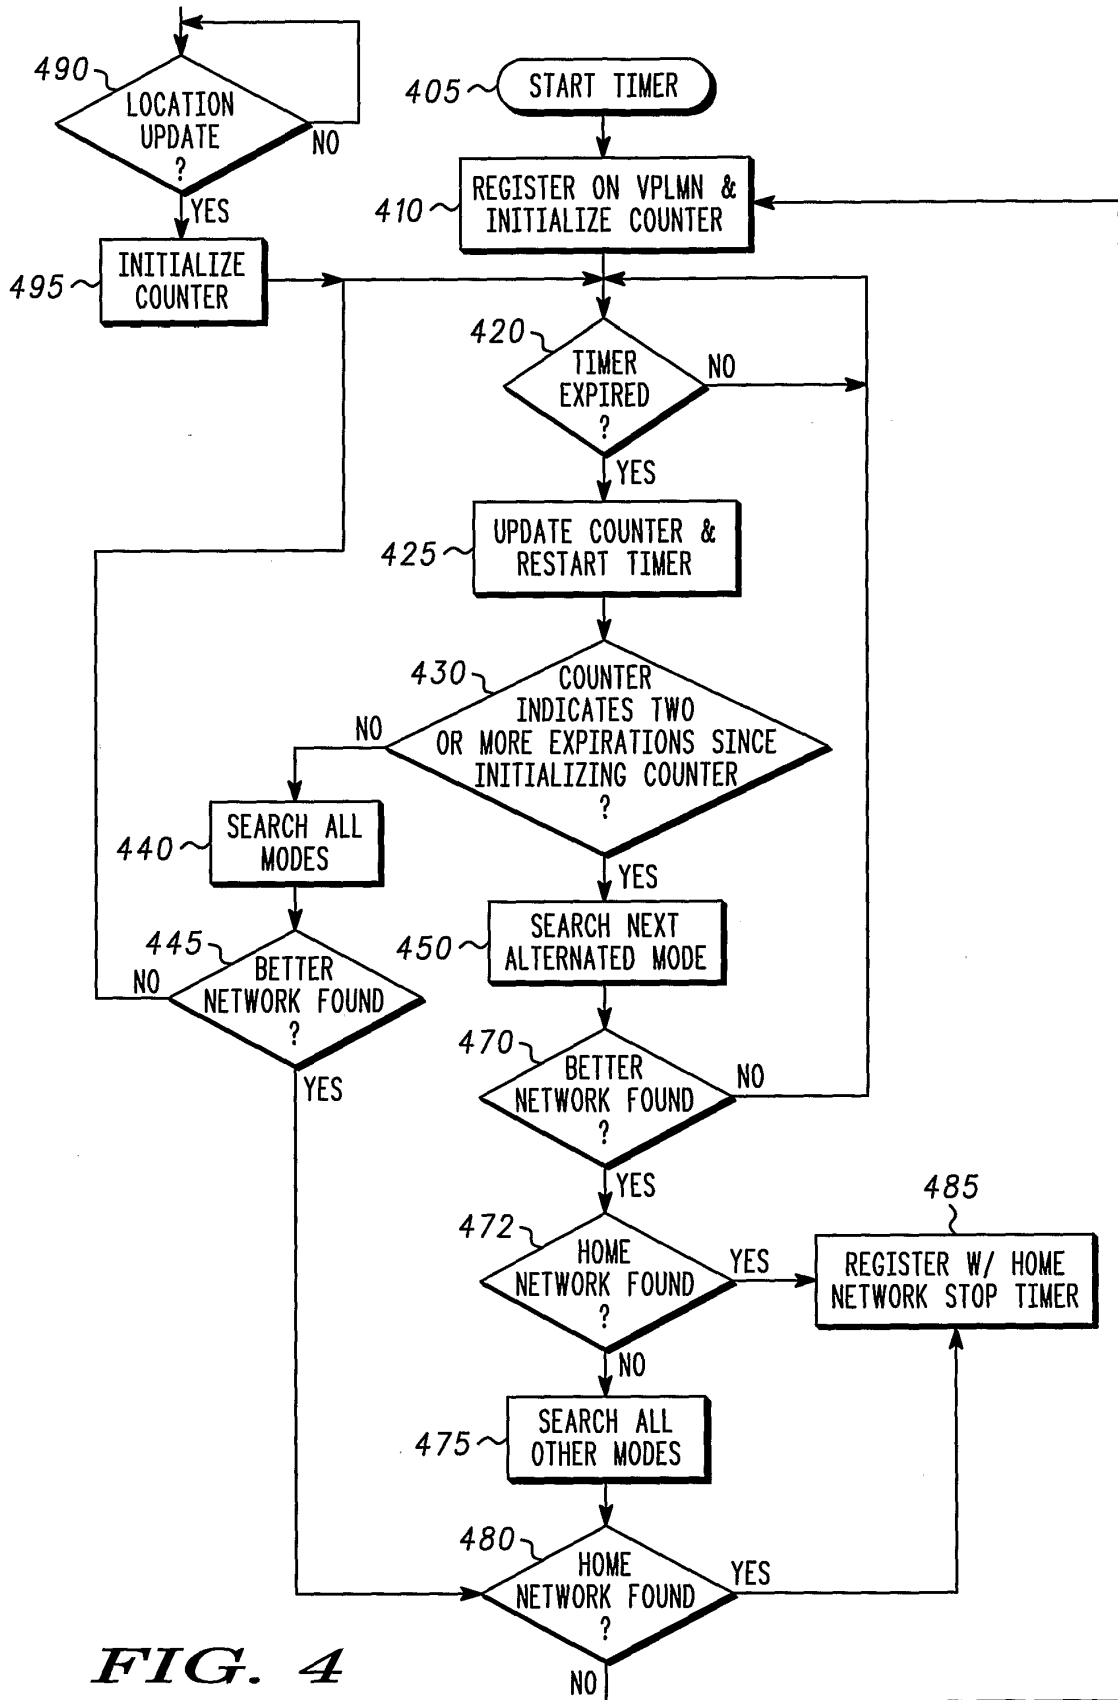 490
LOCATION
UPDATE
?
NO
YES
495
INITIALIZE
COUNTER
405
START TIMER
410
REGISTER ON VPLMN &
INITIALIZE COUNTER
420
TIMER
EXPIRED
?
NO
YES
425
UPDATE COUNTER &
RESTART TIMER
430
COUNTER
INDICATES TWO
OR MORE EXPIRATIONS SINCE
INITIALIZING COUNTER
?
NO
YES
440
SEARCH ALL
MODES
445
BETTER
NETWORK FOUND
?
NO
YES
450
SEARCH NEXT
ALTERNATED MODE
470
BETTER
NETWORK FOUND
?
NO
YES
472
HOME
NETWORK FOUND
?
YES
NO
485
REGISTER W/ HOME
NETWORK STOP TIMER
475
SEARCH ALL
OTHER MODES
480
HOME
NETWORK FOUND
?
YES
NO
FIG. 4